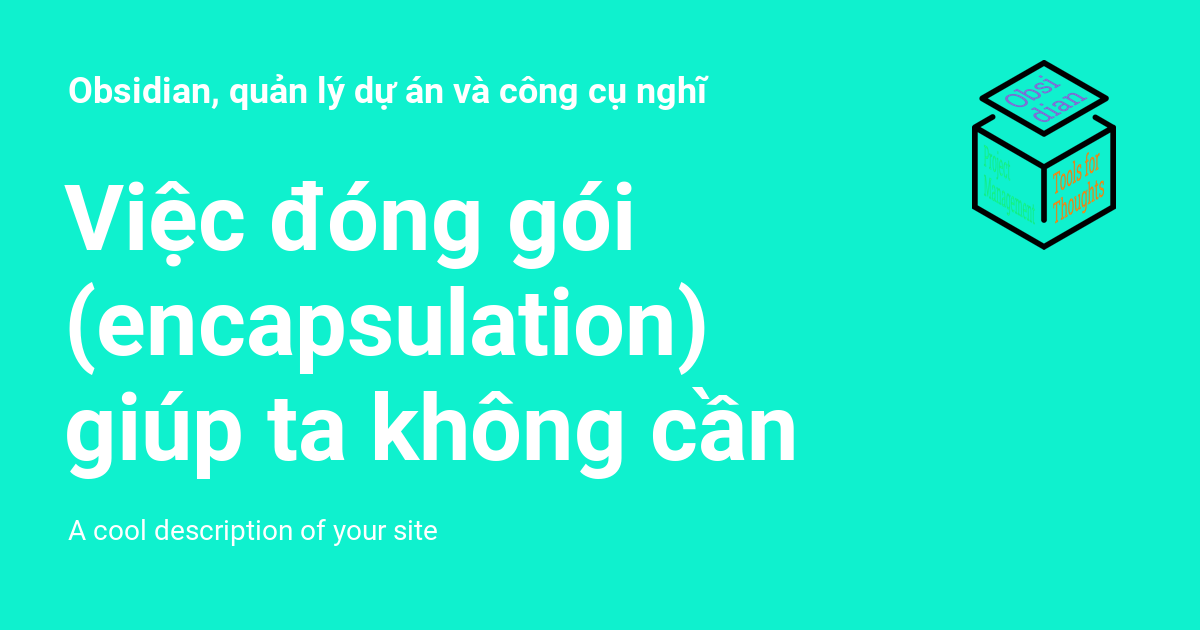 Obsidian, quản lý dự án và công cụ nghĩ
Obsi
dian
Việc đóng gói
Project
Management
Tools for
Thoughts
(encapsulation)
giúp ta không cần
A cool description of your site